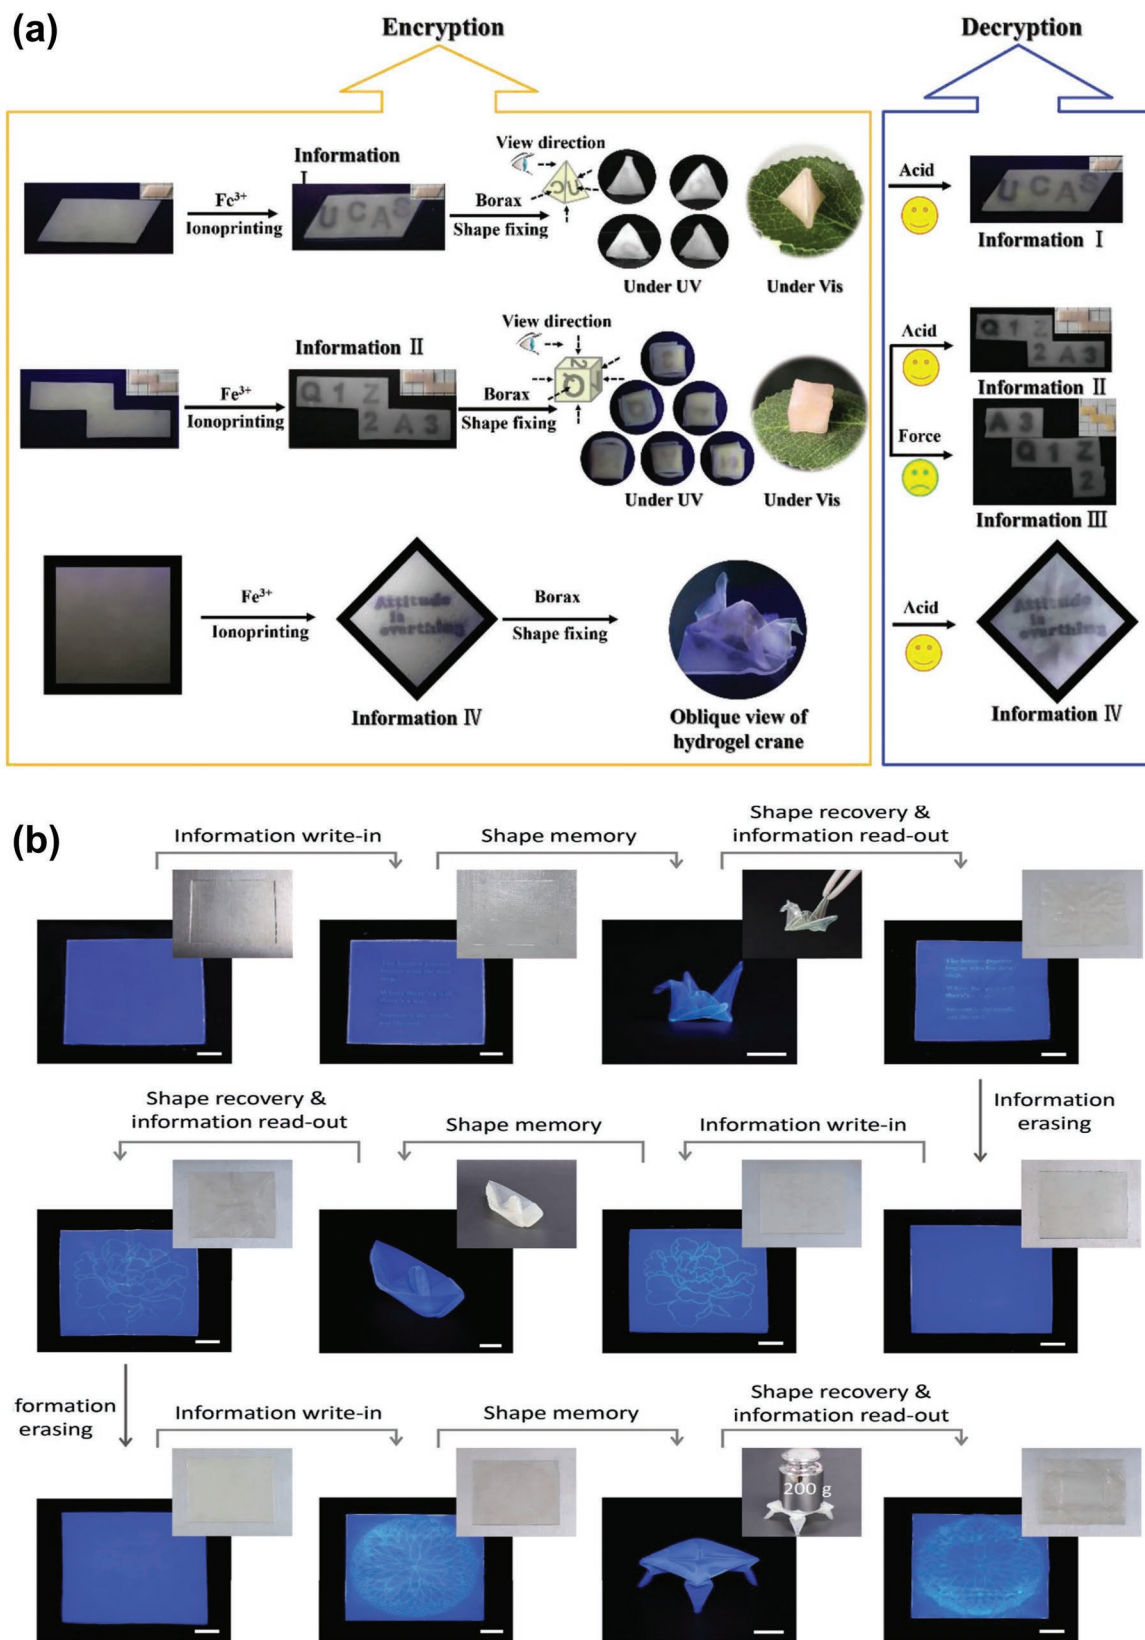 (a)
Encryption
Decryption
Information
I
View direction
Fe³⁺
Ionoprinting
UCAS
Borax
Shape fixing
UC
Under UV
Under Vis
Acid
UCAS
Information Ⅰ
View direction
Information Ⅱ
Fe³⁺
Ionoprinting
Q1Z
2A3
Borax
Shape fixing
2
Q
Under UV
Under Vis
Acid
Q1Z
2A3
Information Ⅱ
Force
A3
Q1Z
2
Information Ⅲ
Fe³⁺
Ionoprinting
Attitude
is
everthing
Information Ⅳ
Borax
Shape fixing
Oblique view of
hydrogel crane
Acid
Attitude
is
everthing
Information Ⅳ
(b)
Information write-in
Shape memory
Shape recovery &
information read-out
Information
erasing
Shape recovery &
information read-out
Shape memory
Information write-in
formation
erasing
Information write-in
Shape memory
Shape recovery &
information read-out
200 g